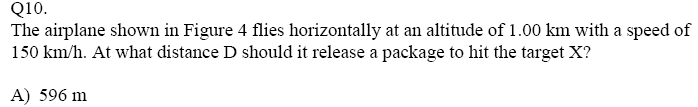 Q10.
The airplane shown in Figure 4 flies horizontally at an altitude of 1.00 km with a speed of
150 km/h. At what distance D should it release a package to hit the target X?
A) 596 m